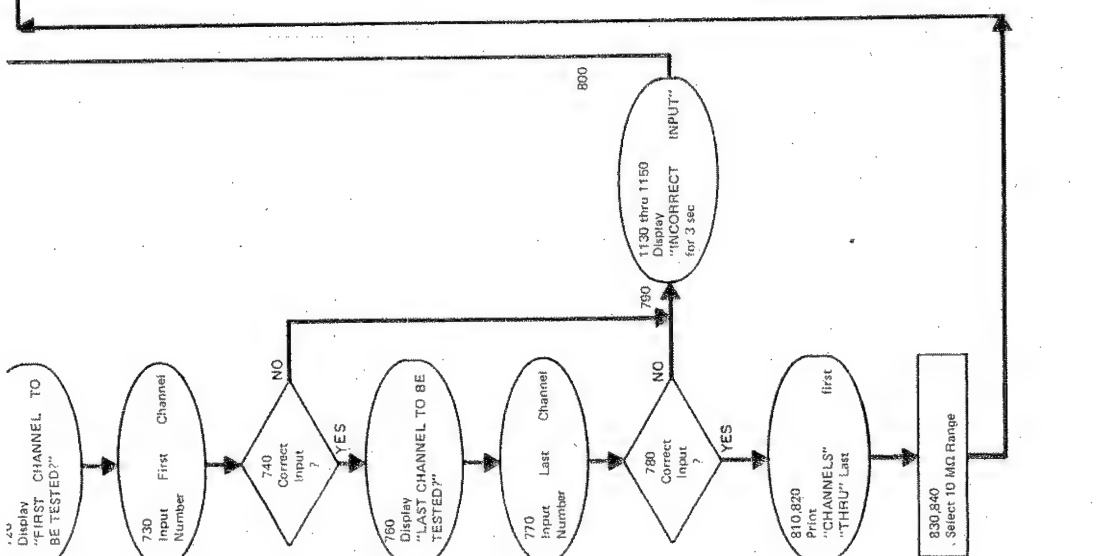 Display
"FIRST CHANNEL TO
BE TESTED?"
730
Input First Channel
Number
740
Correct
Input
?
NO
YES
760
Display
"LAST CHANNEL TO BE
TESTED?"
770
Input Last Channel
Number
780
Correct
Input
?
NO
YES
790
1130 thru 1150
Display
"INCORRECT INPUT"
for 3 sec
800
810,820
Print
"CHANNELS" first
"THRU" Last
830,840
Select 10 MΩ Range